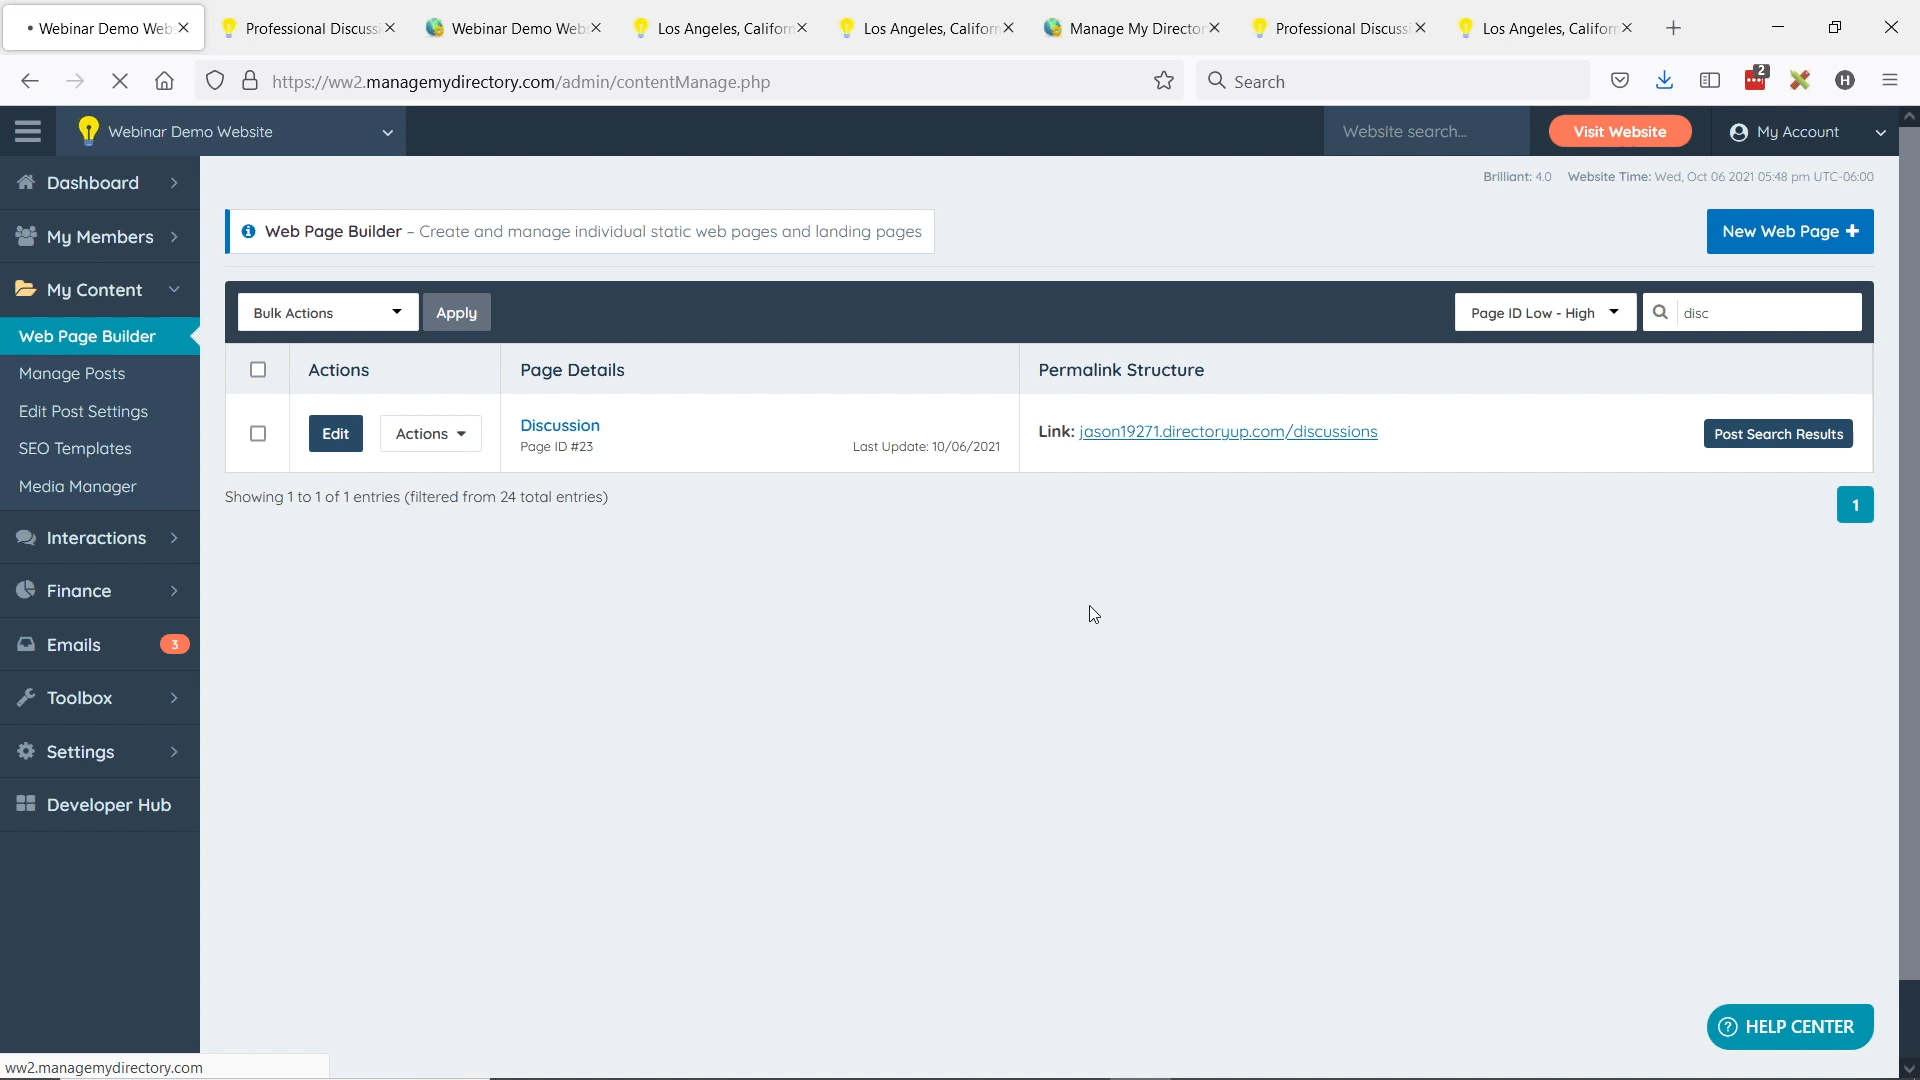 Webinar Demo Web
Professional Discussi
Webinar Demo Web
Los Angeles, Californ
Los Angeles, Californ
Manage My Director
Professional Discussi
Los Angeles, Californ
https://ww2.managemydirectory.com/admin/contentManage.php
Search
2
H
Webinar Demo Website
Website search...
Visit Website
My Account
Brilliant: 4.0 Website Time: Wed, Oct 06 2021 05:48 pm UTC-06:00
Dashboard
My Members
My Content
Web Page Builder
Manage Posts
Edit Post Settings
SEO Templates
Media Manager
Interactions
Finance
Emails 3
Toolbox
Settings
Developer Hub
Web Page Builder - Create and manage individual static web pages and landing pages
New Web Page +
Bulk Actions
Apply
Page ID Low - High
disc
Actions
Page Details
Permalink Structure
Edit
Actions
Discussion
Page ID #23
Last Update: 10/06/2021
Link: jason19271.directoryup.com/discussions
Post Search Results
Showing 1 to 1 of 1 entries (filtered from 24 total entries)
1
? HELP CENTER
ww2.managemydirectory.com